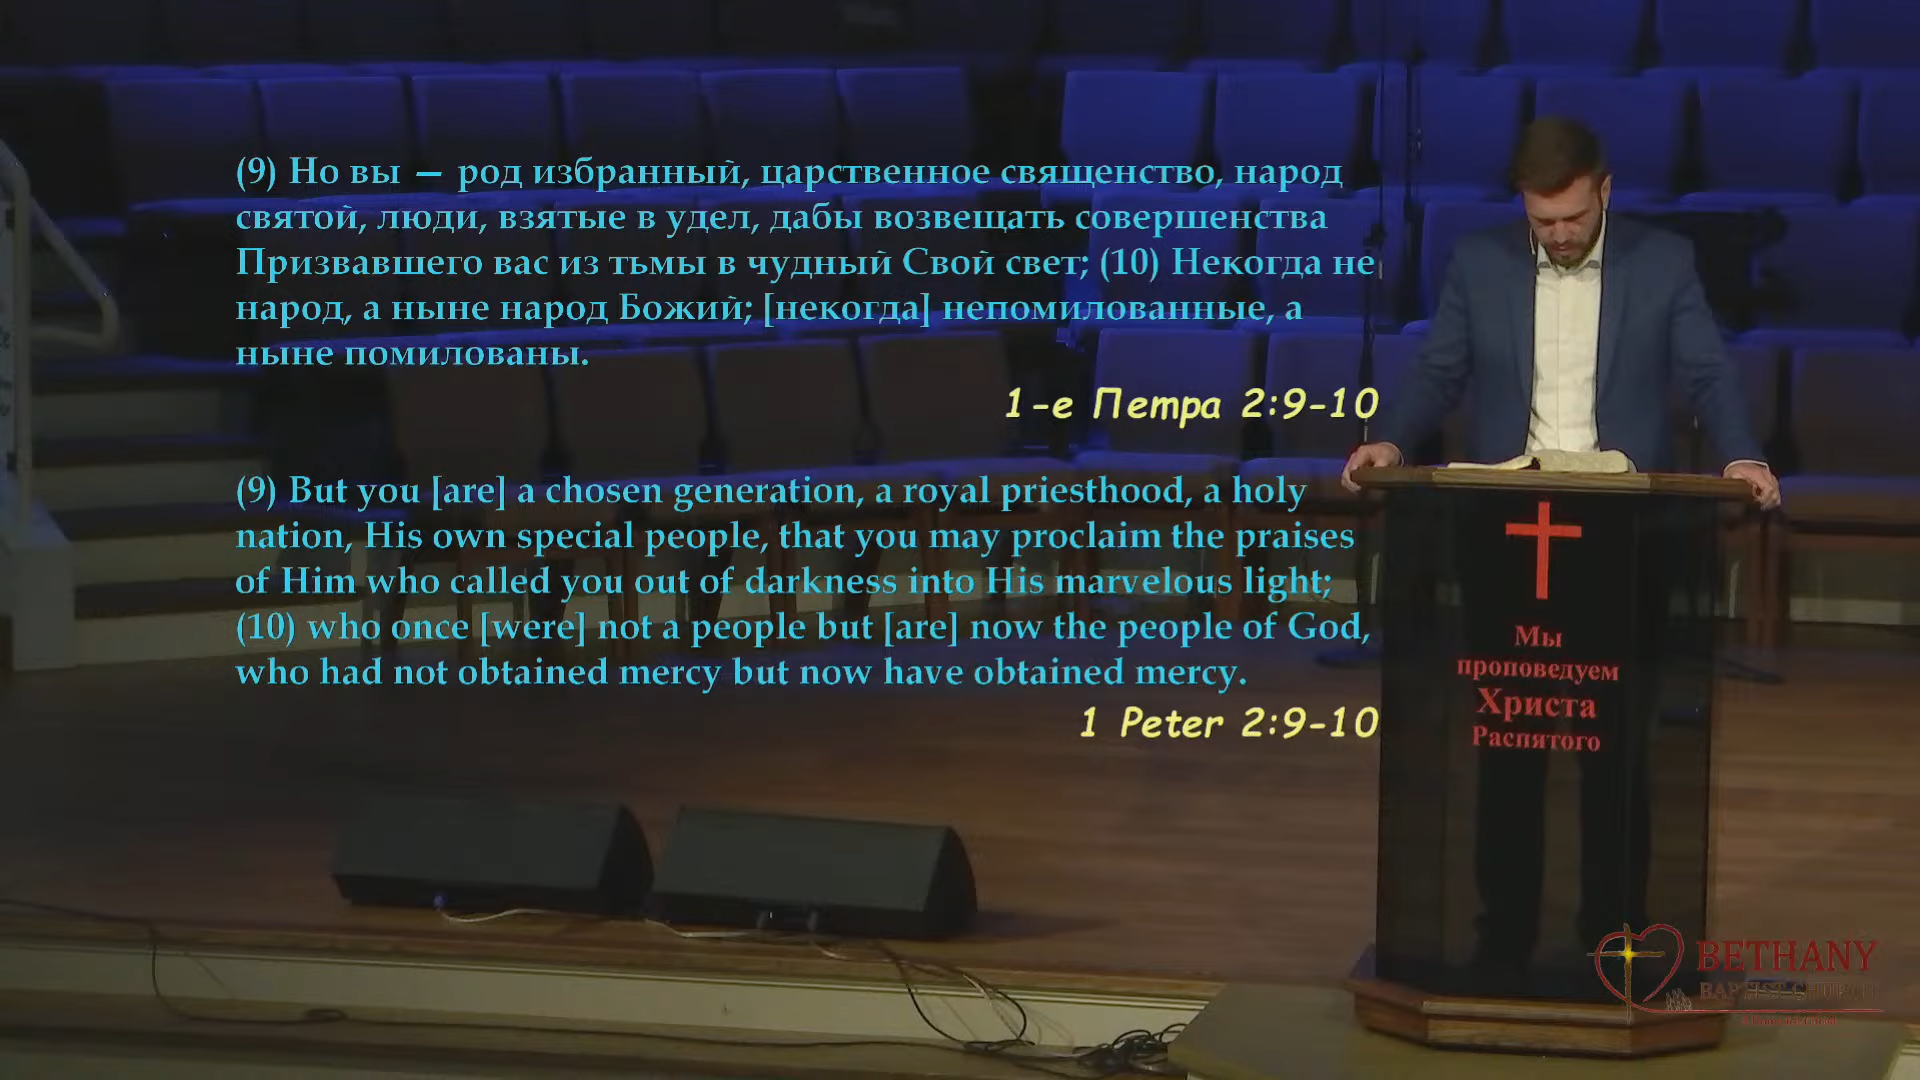 (9) Но вы — род избранный, царственное священство, народ
святой, люди, взятые в удел, дабы возвещать совершенства
Призвавшего вас из тьмы в чудный Свой свет; (10) Некогда не
народ, а ныне народ Божий; [некогда] непомилованные, а
ныне помилованы.
1-е Петра 2:9-10
(9) But you [are] a chosen generation, a royal priesthood, a holy
nation, His own special people, that you may proclaim the praises
of Him who called you out of darkness into His marvelous light;
(10) who once [were] not a people but [are] now the people of God,
who had not obtained mercy but now have obtained mercy.
1 Peter 2:9-10
Мы
проповедуем
Христа
Распятого
BETHANY
BAPTIST CHURCH